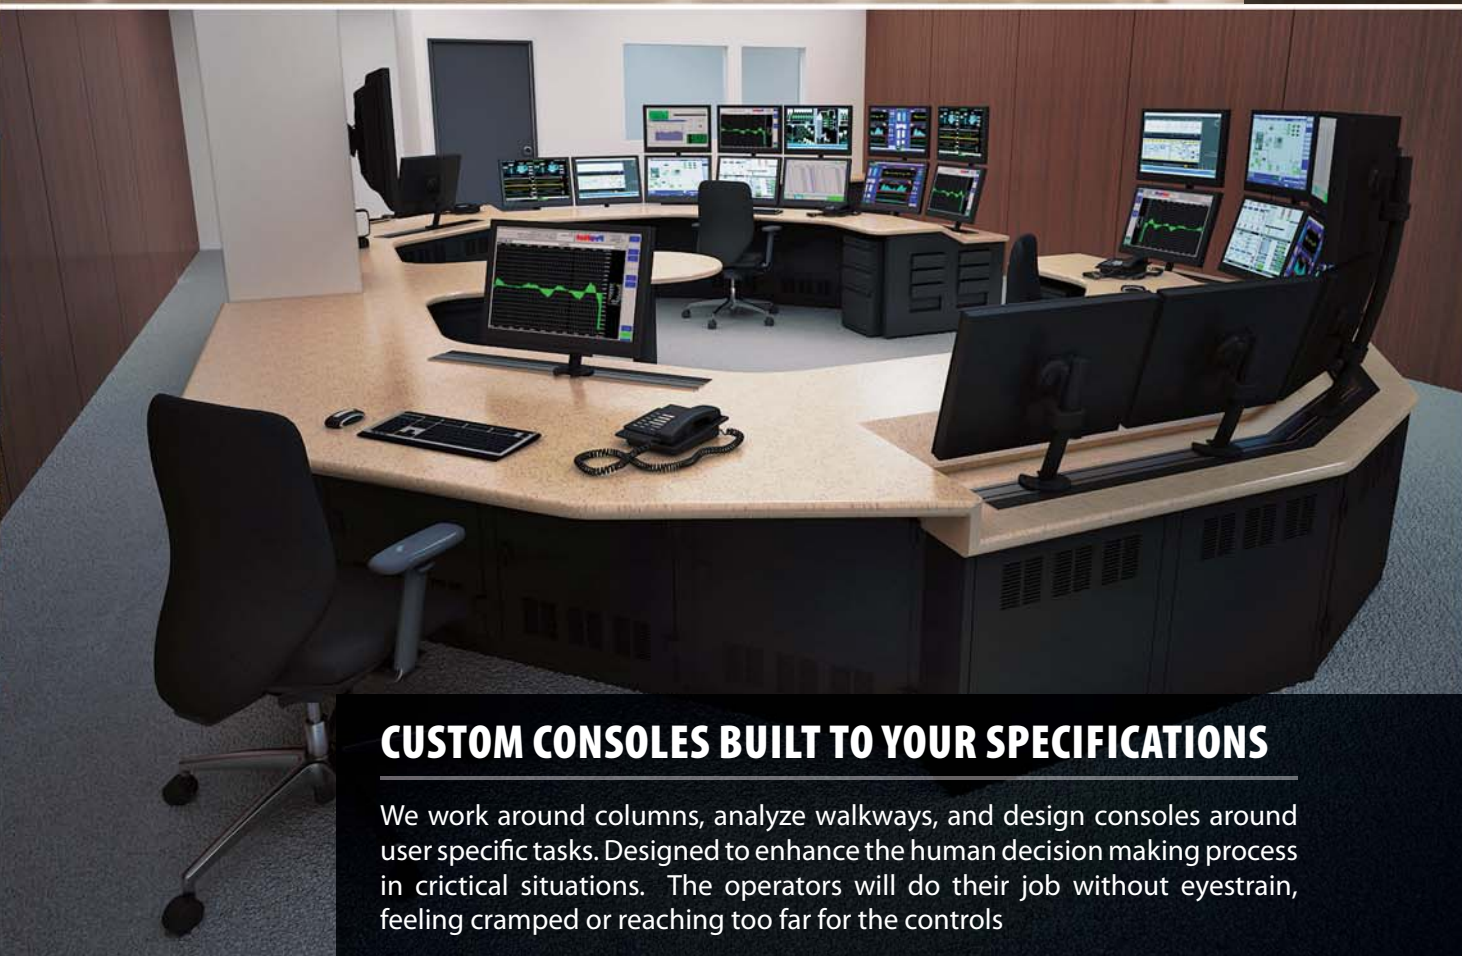 CUSTOM CONSOLES BUILT TO YOUR SPECIFICATIONS
We work around columns, analyze walkways, and design consoles around
user specific tasks. Designed to enhance the human decision making process
in crictical situations. The operators will do their job without eyestrain,
feeling cramped or reaching too far for the controls